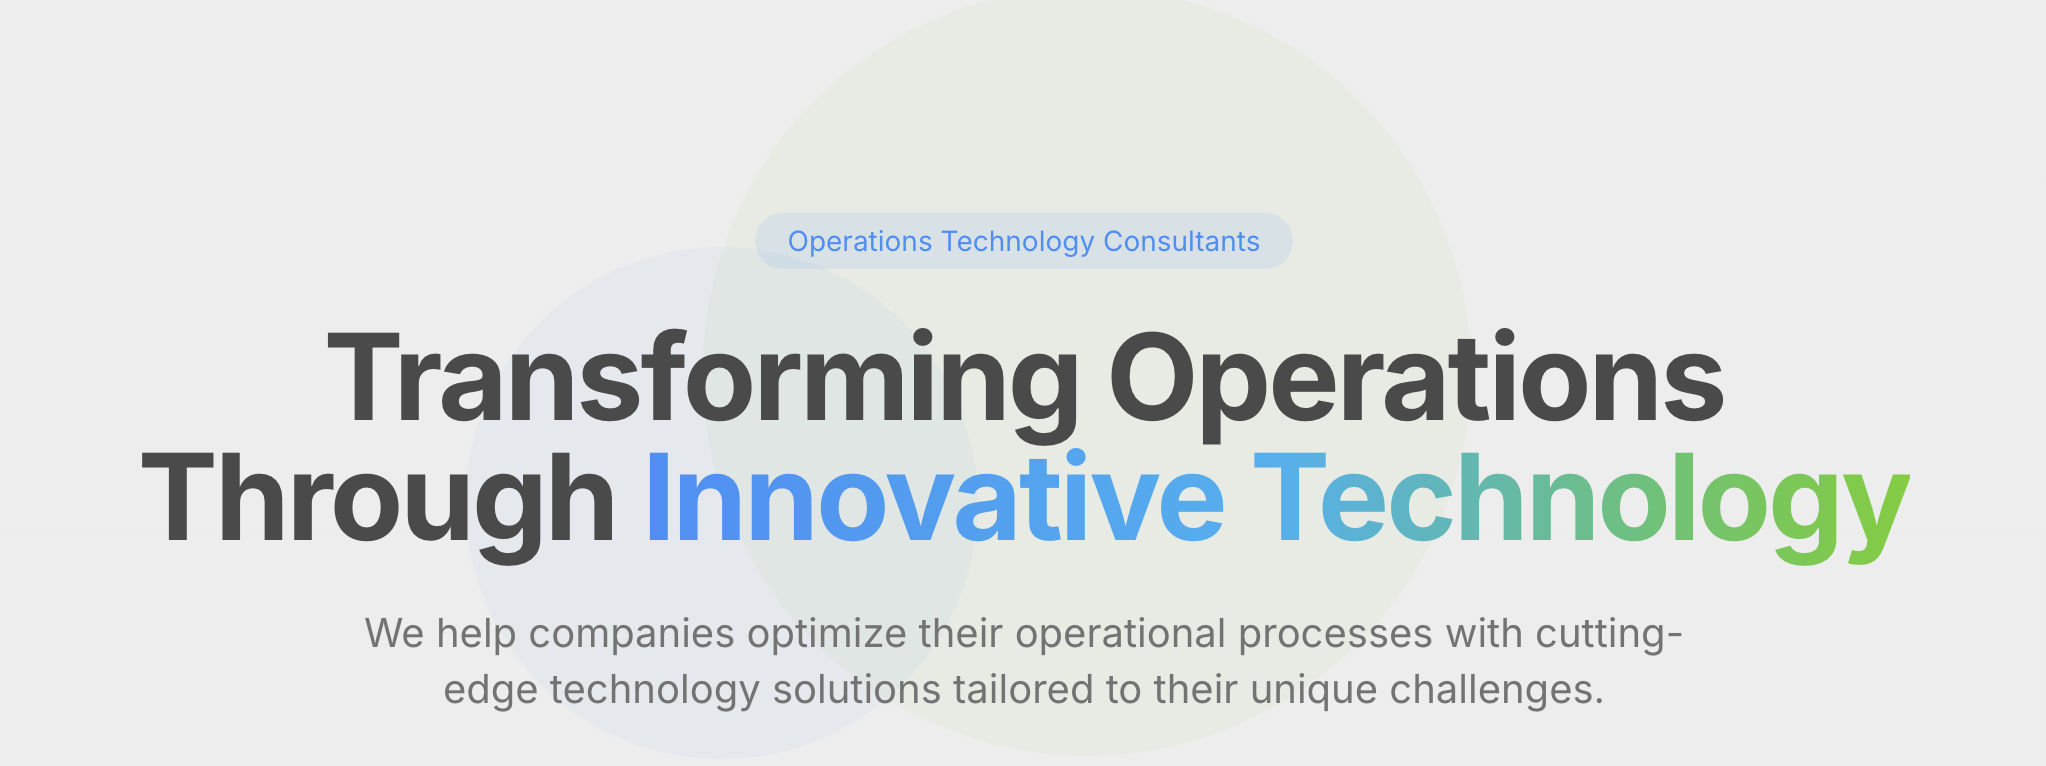 Operations Technology Consultants
Transforming Operations
Through Innovative Technology
We help companies optimize their operational processes with cutting-
edge technology solutions tailored to their unique challenges.